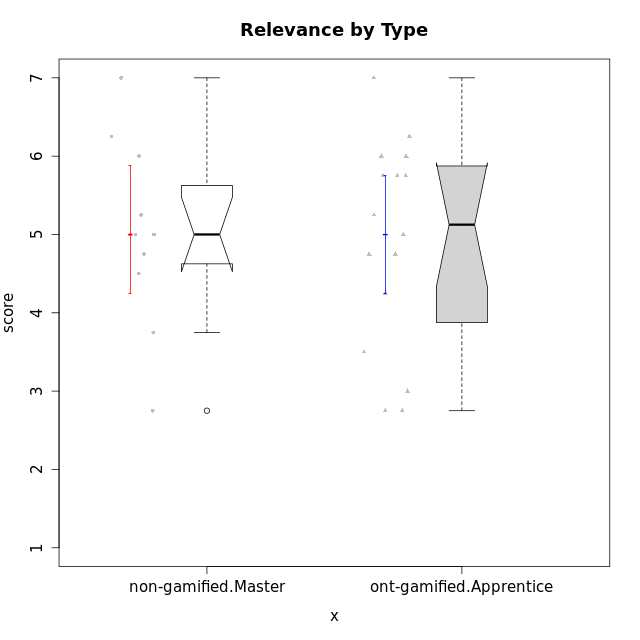 Relevance by Type
7
6
5
4
3
2
1
score
non-gamified.Master
ont-gamified.Apprentice
x